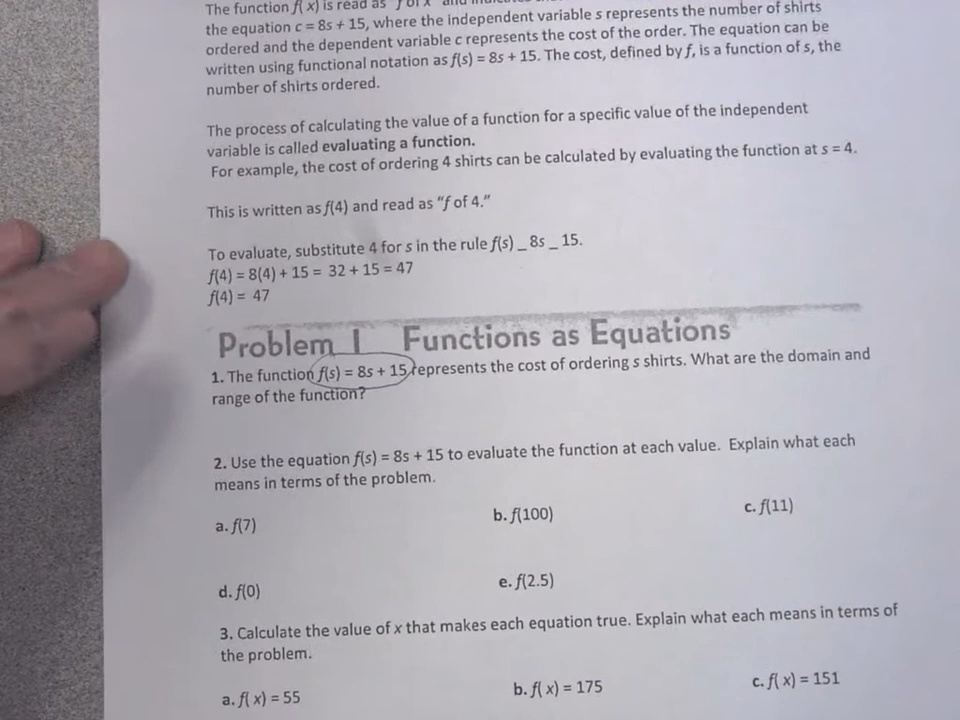 The function f( x) is read as "f of x"
the equation c = 8s + 15, where the independent variable s represents the number of shirts
ordered and the dependent variable c represents the cost of the order. The equation can be
written using functional notation as f(s) = 8s + 15. The cost, defined by f, is a function of s, the
number of shirts ordered.
The process of calculating the value of a function for a specific value of the independent
variable is called evaluating a function.
For example, the cost of ordering 4 shirts can be calculated by evaluating the function at s = 4.
This is written as f(4) and read as "f of 4."
To evaluate, substitute 4 for s in the rule f(s) _ 8s _ 15.
f(4) = 8(4) + 15 = 32 + 15 = 47
f(4) = 47
Problem 1 Functions as Equations
1. The function f(s) = 8s + 15 represents the cost of ordering s shirts. What are the domain and
range of the function?
2. Use the equation f(s) = 8s + 15 to evaluate the function at each value. Explain what each
means in terms of the problem.
a. f(7) b. f(100) c. f(11)
d. f(0) e. f(2.5)
3. Calculate the value of x that makes each equation true. Explain what each means in terms of
the problem.
a. f( x) = 55 b. f( x) = 175 c. f( x) = 151